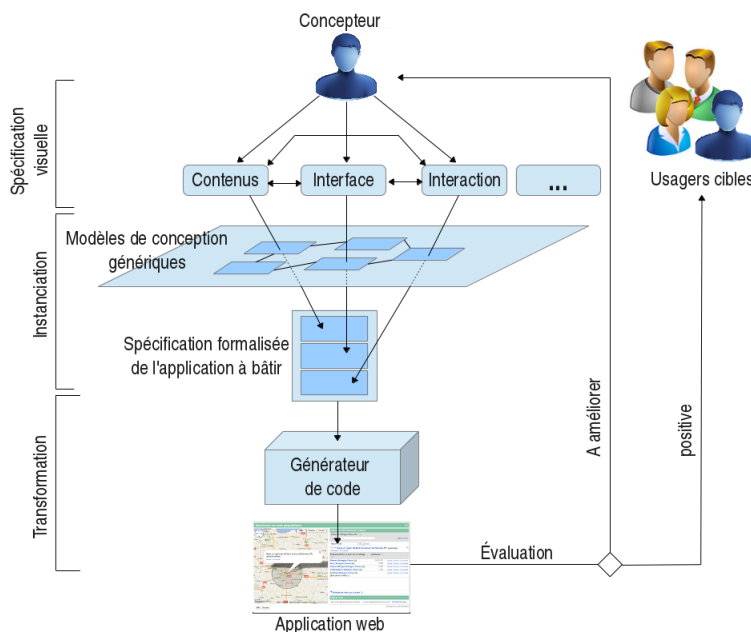 Concepteur
Spécification
visuelle
Contenus
Interface
Interaction
...
Usagers cibles
Instanciation
Modèles de conception
génériques
Spécification formalisée
de l'application à bâtir
Transformation
Générateur
de code
A améliorer
positive
Évaluation
Application web